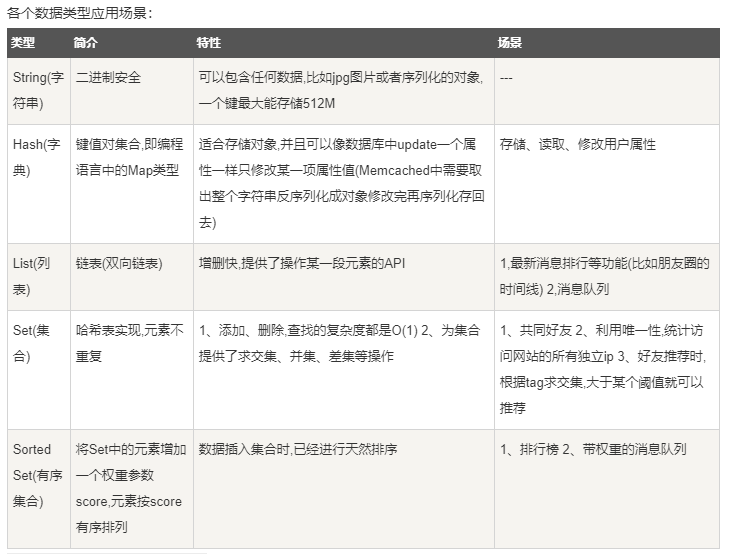 各个数据类型应用场景：
类型 简介 特性 场景
String(字符串) 二进制安全 可以包含任何数据,比如jpg图片或者序列化的对象,一个键最大能存储512M ---
Hash(字典) 键值对集合,即编程语言中的Map类型 适合存储对象,并且可以像数据库中update一个属性一样只修改某一项属性值(Memcached中需要取出整个字符串反序列化成对象修改完再序列化存回去) 存储、读取、修改用户属性
List(列表) 链表(双向链表) 增删快,提供了操作某一段元素的API 1,最新消息排行等功能(比如朋友圈的时间线) 2,消息队列
Set(集合) 哈希表实现,元素不重复 1、添加、删除,查找的复杂度都是O(1) 2、为集合提供了求交集、并集、差集等操作 1、共同好友 2、利用唯一性,统计访问网站的所有独立ip 3、好友推荐时,根据tag求交集,大于某个阈值就可以推荐
Sorted Set(有序集合) 将Set中的元素增加一个权重参数score,元素按score有序排列 数据插入集合时,已经进行天然排序 1、排行榜 2、带权重的消息队列